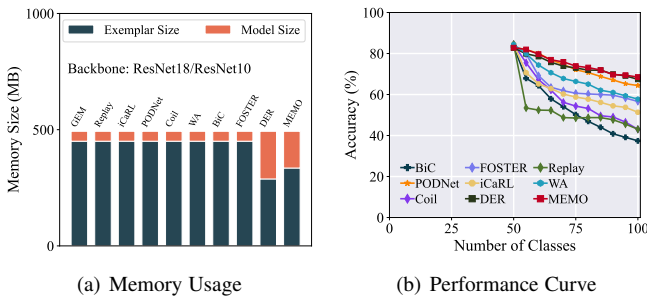 1000
500
0
Memory Size (MB)
Exemplar Size
Model Size
Backbone: ResNet18/ResNet10
GEM
Replay
iCaRL
PODNet
Coil
WA
BiC
FOSTER
DER
MEMO
(a) Memory Usage
100
80
60
40
20
0
Accuracy (%)
BiC FOSTER Replay
PODNet iCaRL WA
Coil DER MEMO
0 25 50 75 100
Number of Classes
(b) Performance Curve